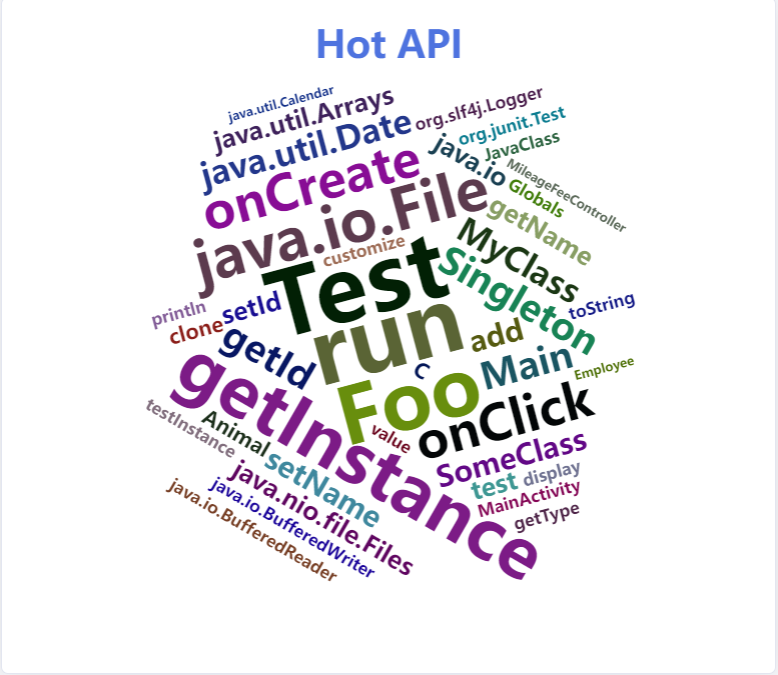 Hot API
java.util.Calendar
java.util.Arrays
org.slf4j.Logger
java.util.Date
org.junit.Test
java.io
JavaClass
MileageFeeController
onCreate
Globals
java.io.File
getName
customize
MyClass
Test
Singleton
println
setId
toString
clone
run
add
getId
C
Main
Employee
getInstance
Foo
onClick
testInstance
Animal
value
SomeClass
setName
test
display
java.nio.file.Files
MainActivity
java.io.BufferedWriter
getType
java.io.BufferedReader